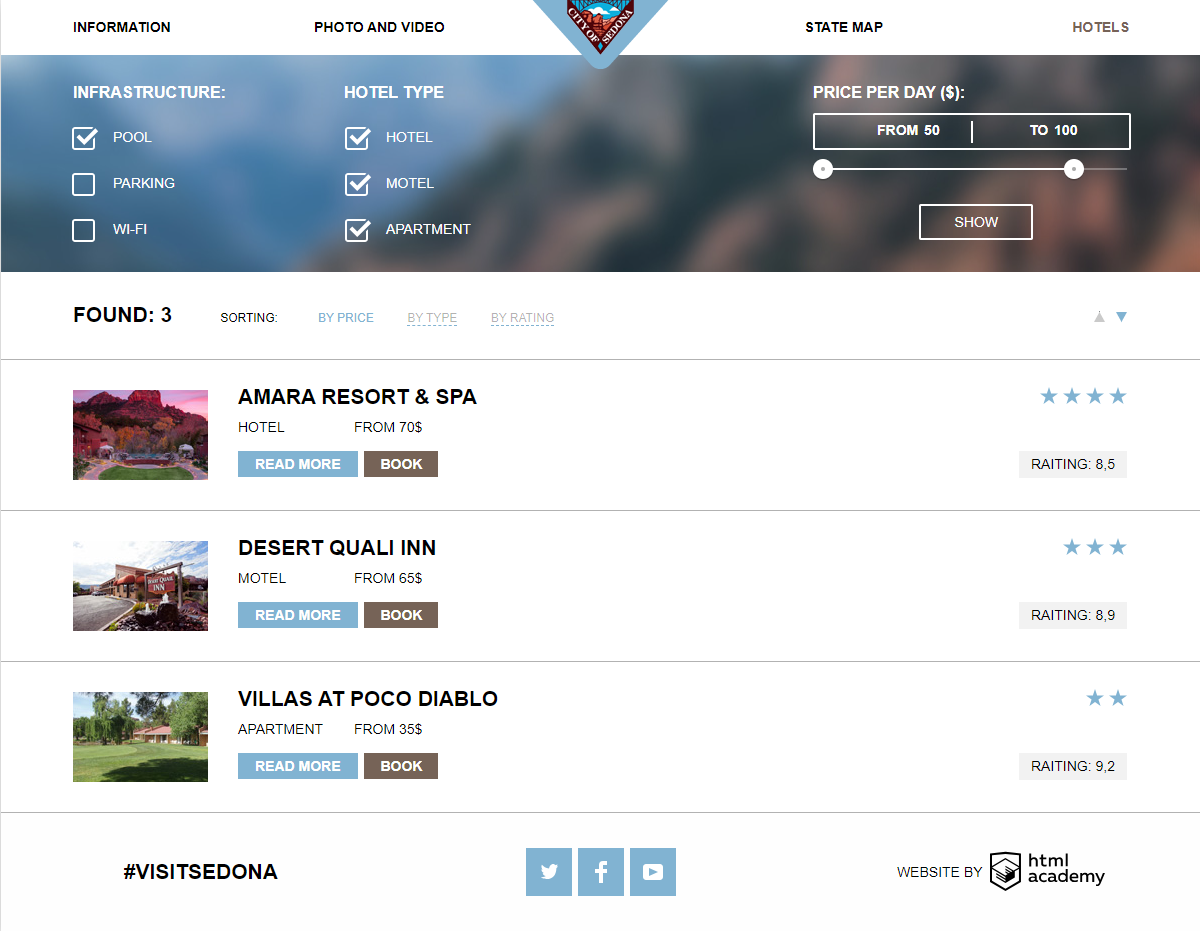 INFORMATION PHOTO AND VIDEO CITY OF SEDONA STATE MAP HOTELS
INFRASTRUCTURE: HOTEL TYPE PRICE PER DAY ($):
POOL HOTEL FROM 50 TO 100
PARKING MOTEL
WI-FI APARTMENT SHOW
FOUND: 3 SORTING: BY PRICE BY TYPE BY RATING
AMARA RESORT & SPA
HOTEL FROM 70$
READ MORE BOOK RAITING: 8,5
DESERT QUALI INN
MOTEL FROM 65$
DESERT QUAIL
INN
READ MORE BOOK RAITING: 8,9
VILLAS AT POCO DIABLO
APARTMENT FROM 35$
READ MORE BOOK RAITING: 9,2
#VISITSEDONA WEBSITE BY html
academy